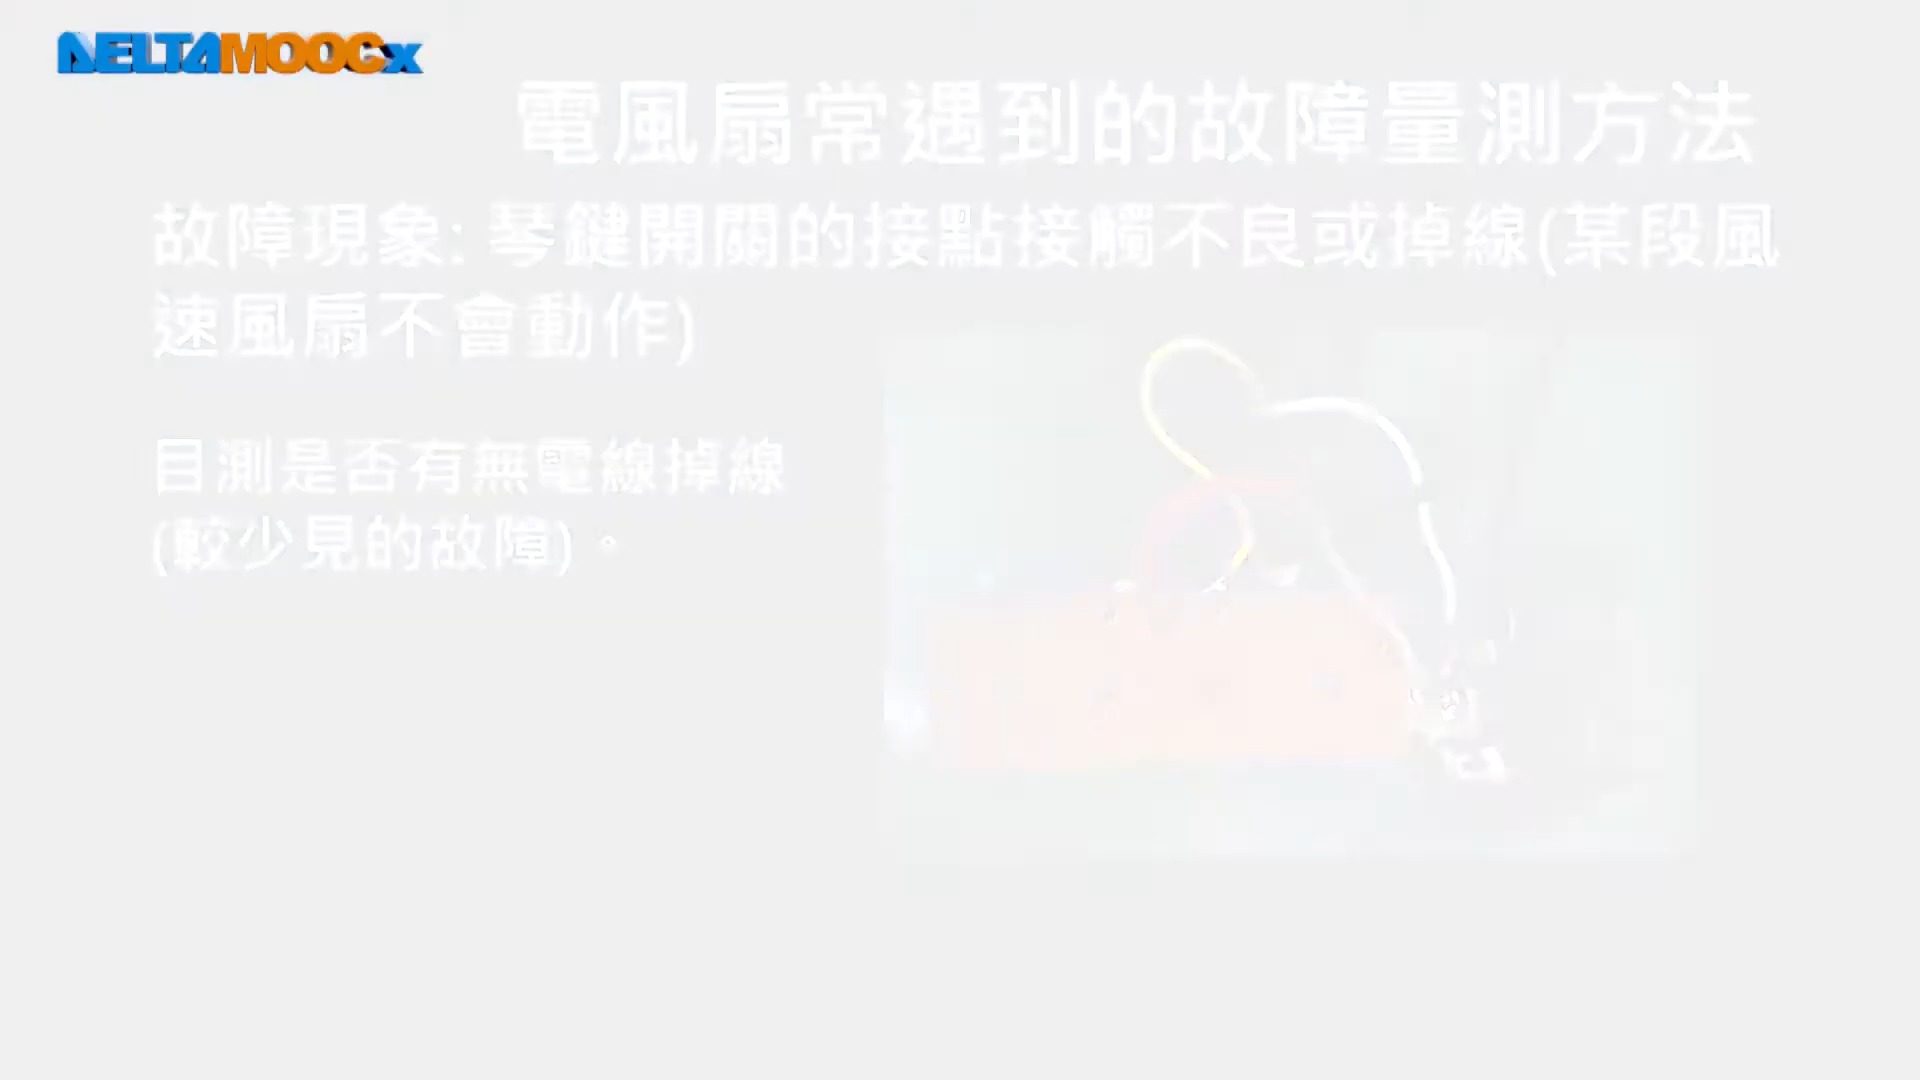 DELTAMOOCx
電風扇常遇到的故障量測方法
故障現象: 琴鍵開關的接點接觸不良或掉線(某段風
速風扇不會動作)
目測是否有無電線掉線
(較少見的故障)。